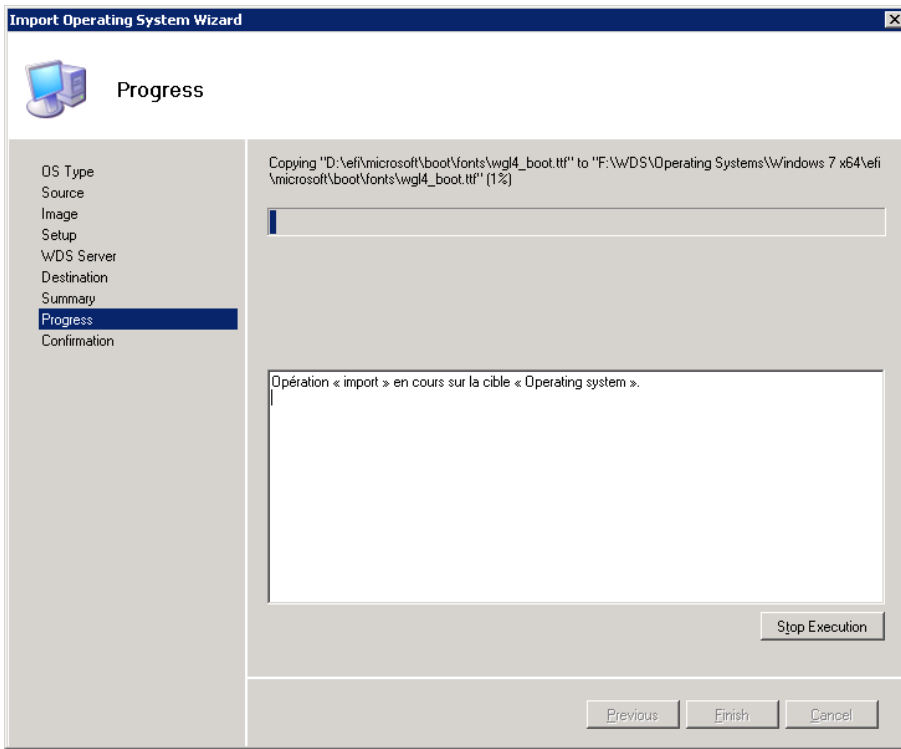 Import Operating System Wizard
Progress
OS Type
Source
Image
Setup
WDS Server
Destination
Summary
Progress
Confirmation
Copying "D:\efi\microsoft\boot\fonts\wgl4_boot.ttf" to "F:\WDS\Operating Systems\Windows 7 x64\efi
\microsoft\boot\fonts\wgl4_boot.ttf" (1%)
Opération « import » en cours sur la cible « Operating system ».
Stop Execution
Previous Finish Cancel